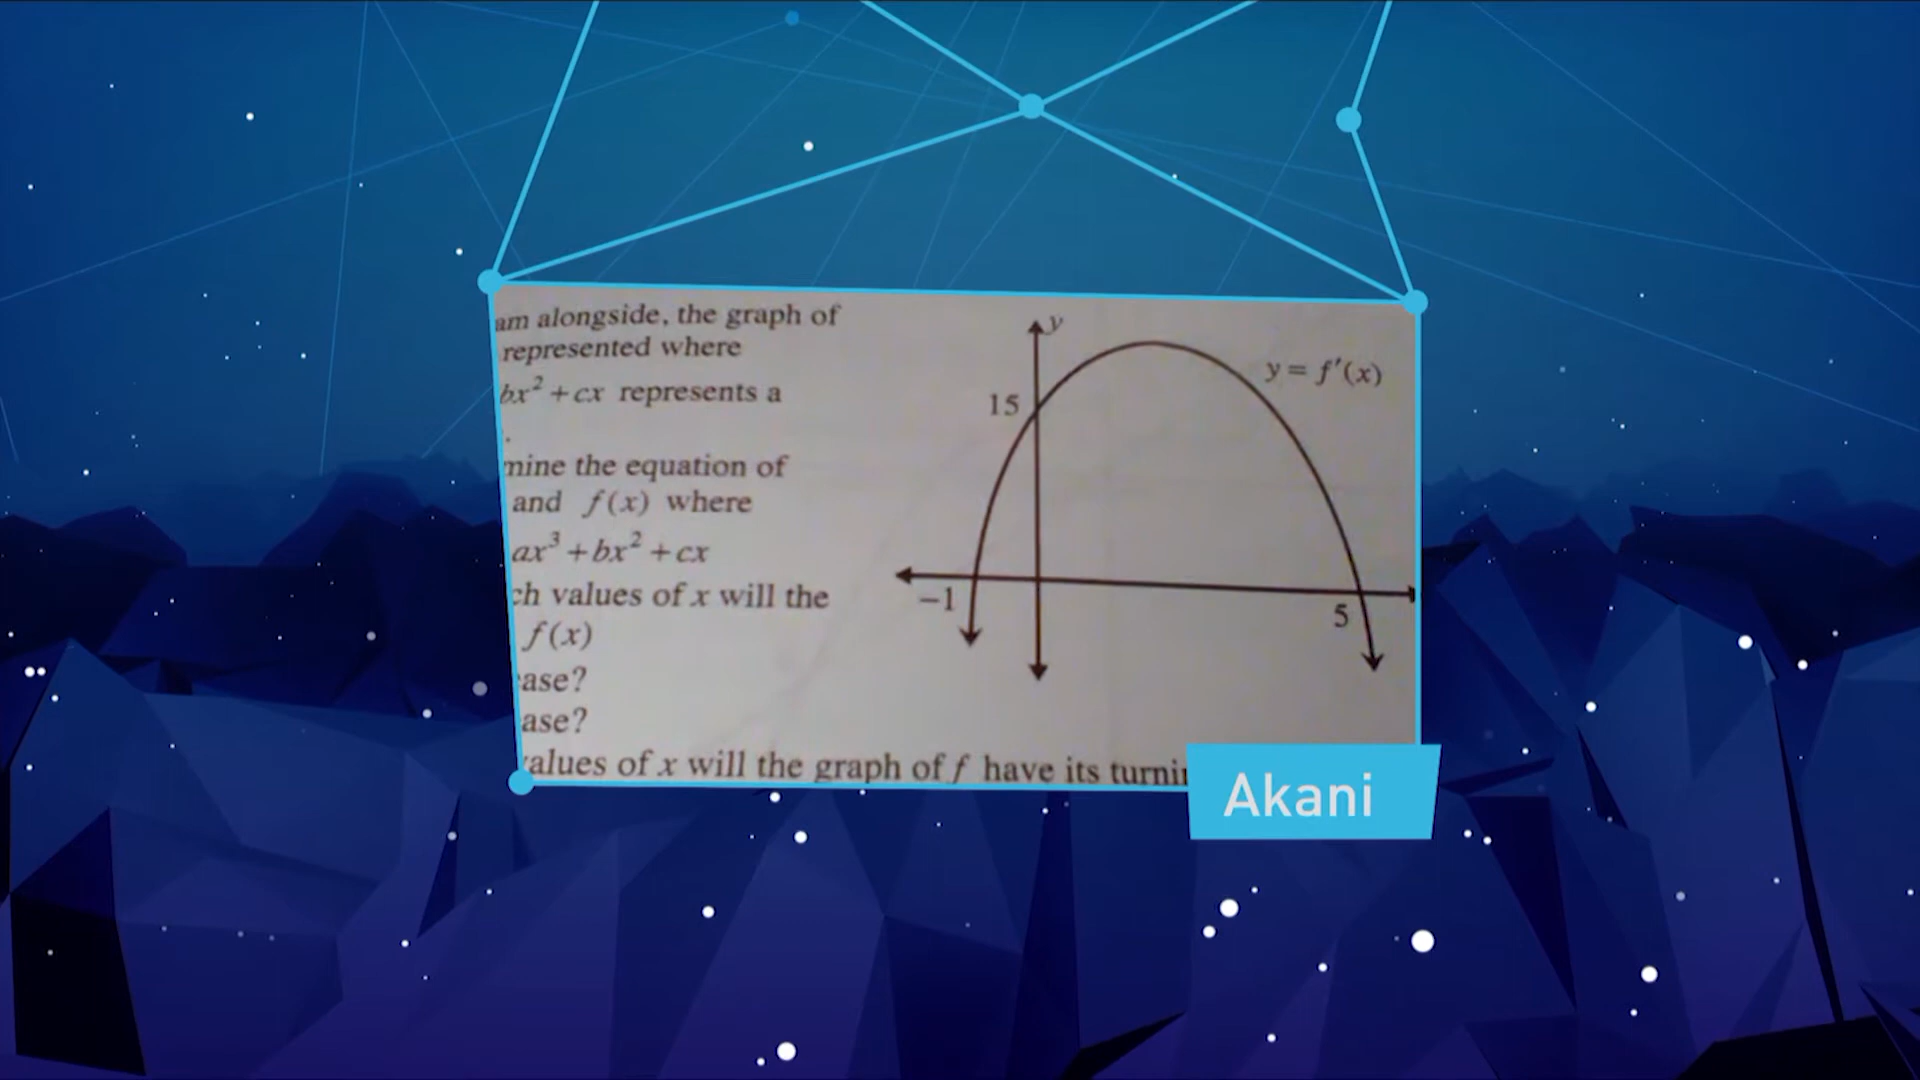 am alongside, the graph of
represented where
bx² + cx represents a
mine the equation of
and f(x) where
ax³ + bx² + cx
ch values of x will the
f(x)
ase?
ase?
values of x will the graph of f have its turni
y
y = f'(x)
15
−1
5
Akani